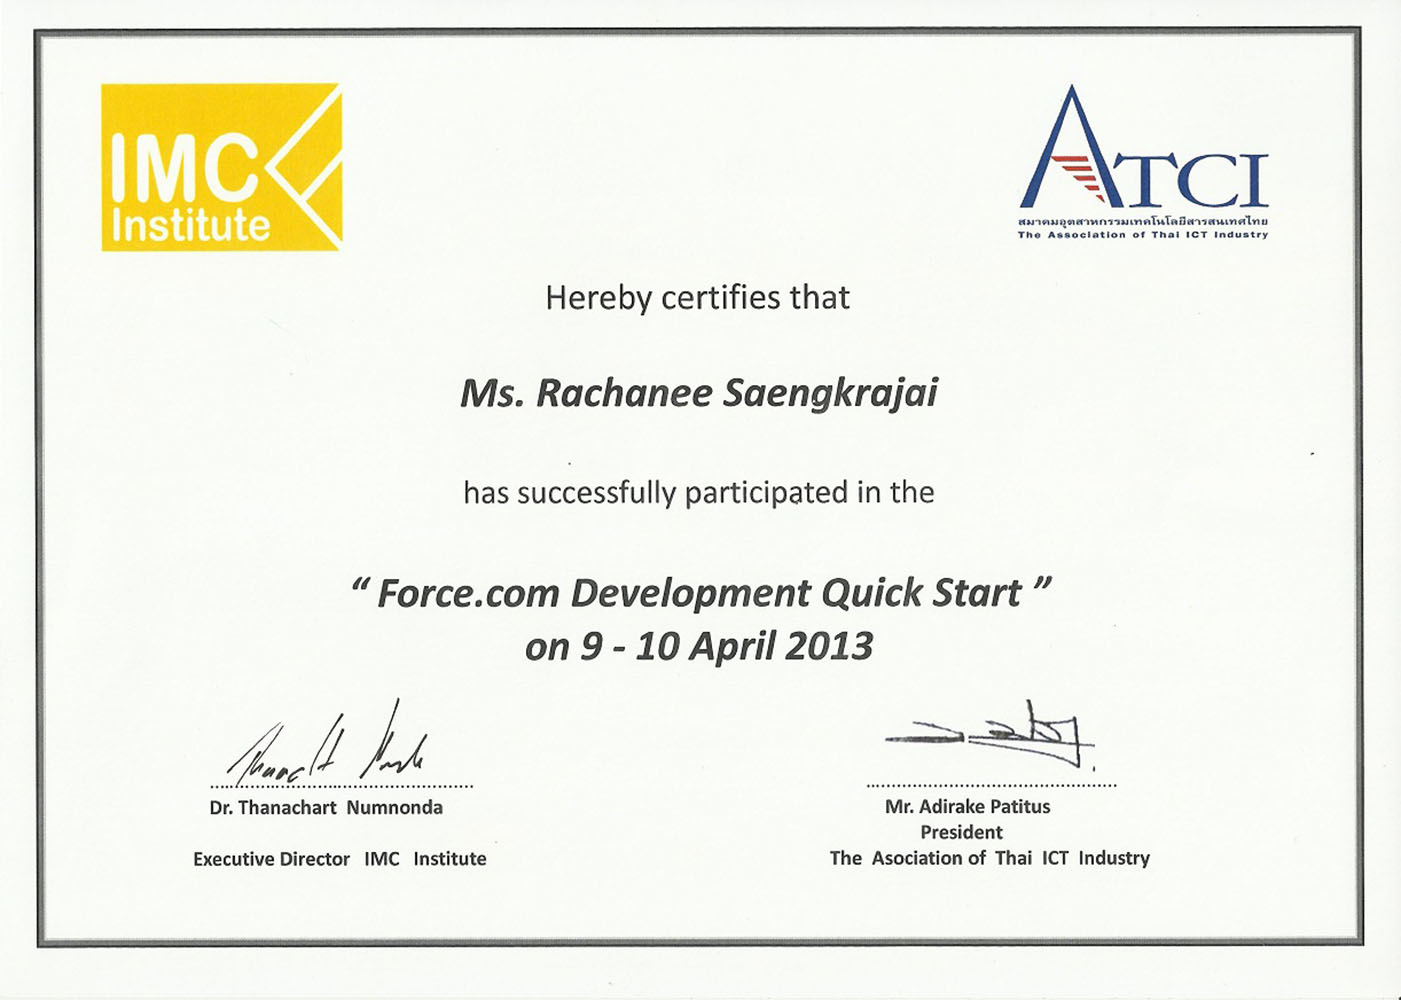 IMC
Institute
ATCI
สมาคมอุตสาหกรรมเทคโนโลยีสารสนเทศไทย
The Association of Thai ICT Industry
Hereby certifies that
Ms. Rachanee Saengkrajai
has successfully participated in the
“ Force.com Development Quick Start ”
on 9 - 10 April 2013
Dr. Thanachart Numnonda
Executive Director IMC Institute
Mr. Adirake Patitus
President
The Asociation of Thai ICT Industry